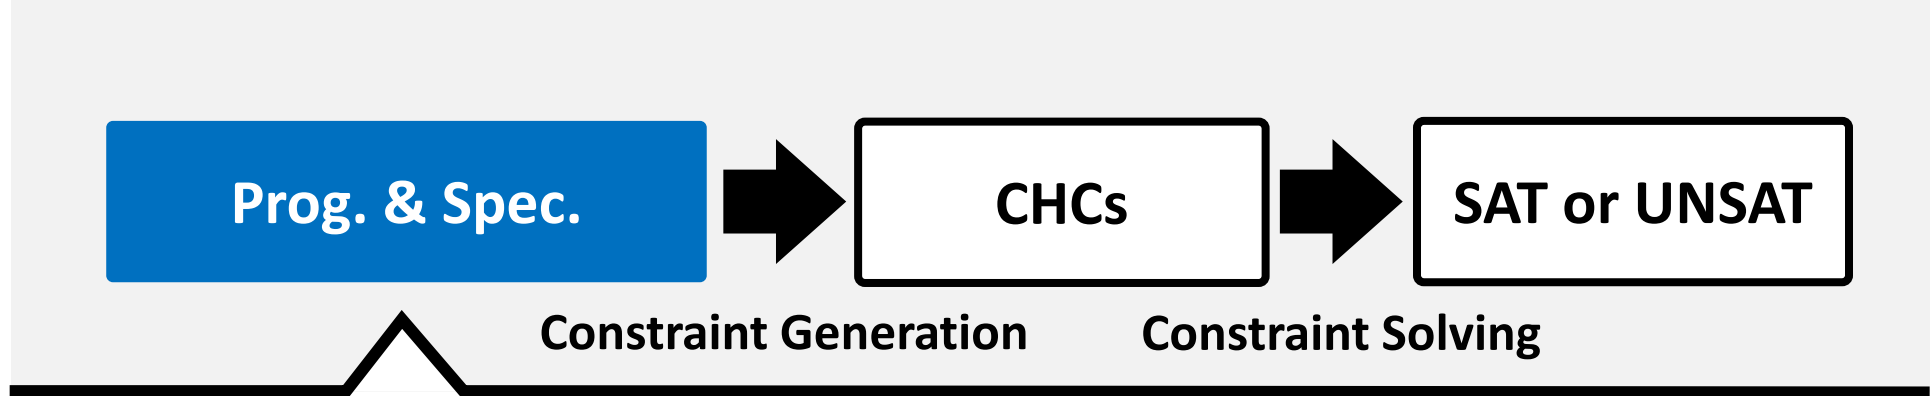 Prog. & Spec.
CHCs
SAT or UNSAT
Constraint Generation
Constraint Solving